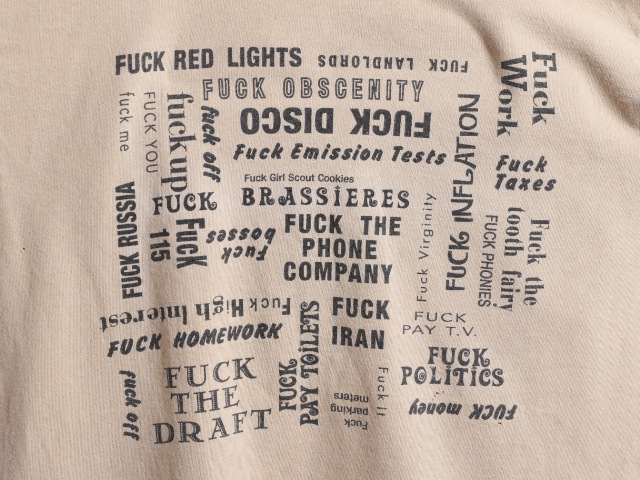 FUCK RED LIGHTS
FUCK LANDLORDS
Fuck
Work
FUCK OBSCENITY
fuck me
FUCK YOU
fuck up
fuck off
FUCK DISCO
FUCK INFLATION
Fuck Emission Tests
Fuck
Taxes
Fuck Girl Scout Cookies
FUCK
BRASSIERES
FUCK RUSSIA
FUCK
115
fuck
bosses
FUCK THE
PHONE
COMPANY
Fuck Virginity
FUCK PHONIES
Fuck the
tooth fairy
Fuck High Interest
FUCK
IRAN
FUCK
PAY T.V.
FUCK HOMEWORK
FUCK
PAY TOILETS
FUCK
POLITICS
fuck off
FUCK
THE
DRAFT
Fuck
parking
meters
Fuck It
FUCK money